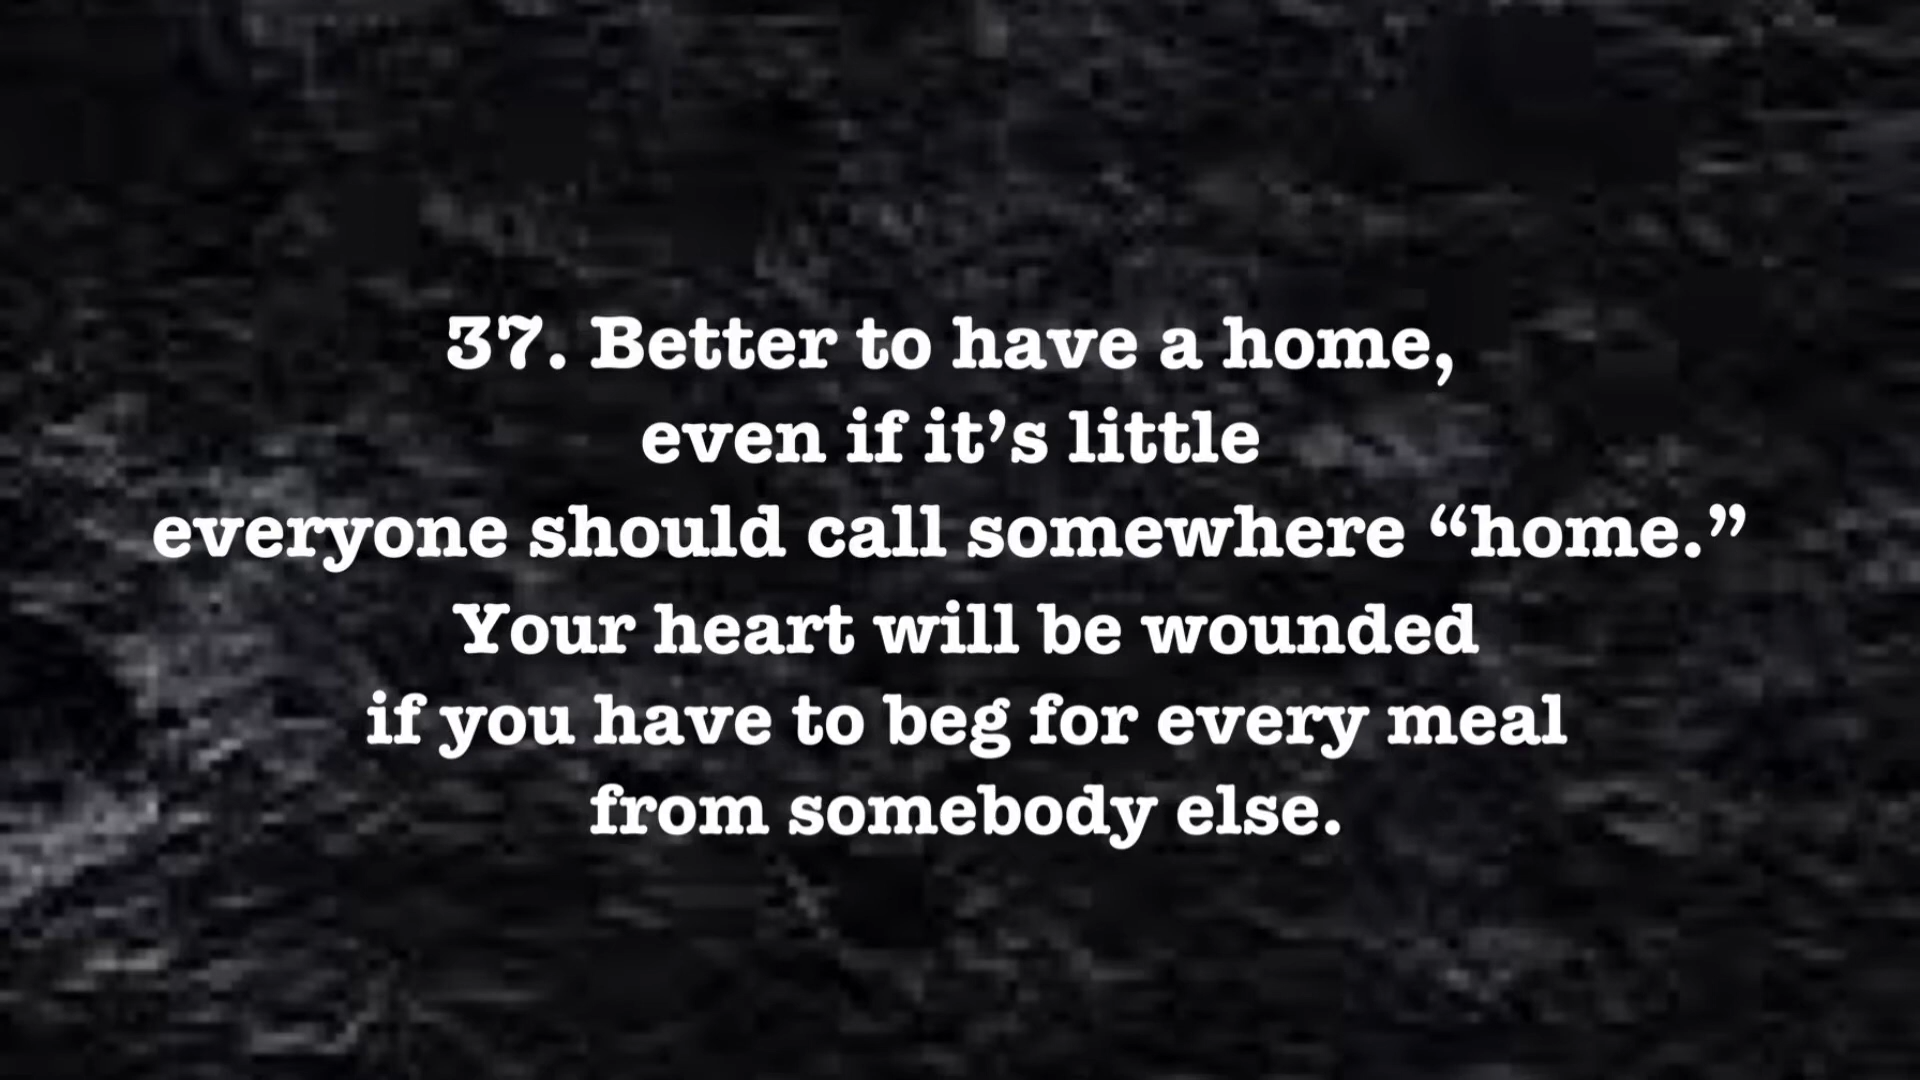 37. Better to have a home,
even if it’s little
everyone should call somewhere “home.”
Your heart will be wounded
if you have to beg for every meal
from somebody else.